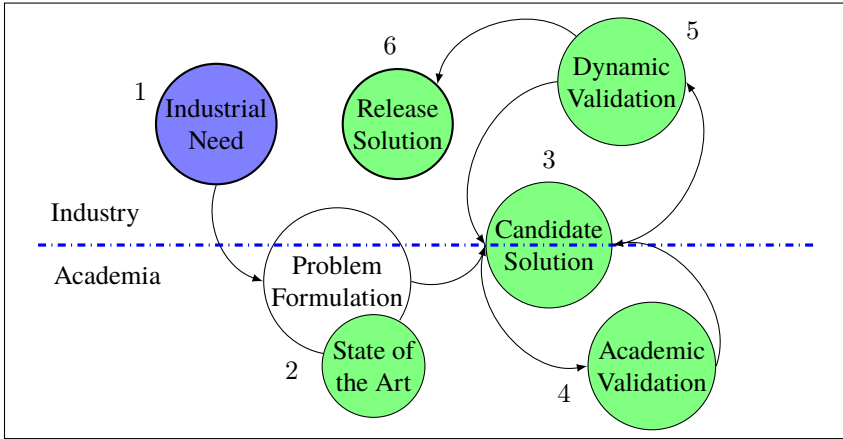 1
Industrial
Need
6
Release
Solution
5
Dynamic
Validation
3
Candidate
Solution
Industry
Academia
Problem
Formulation
2
State of
the Art
4
Academic
Validation